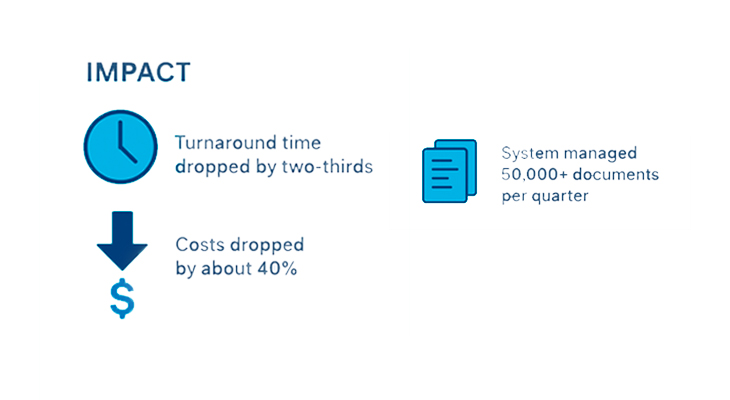 IMPACT
Turnaround time
dropped by two-thirds
Costs dropped
by about 40%
$
System managed
50,000+ documents
per quarter